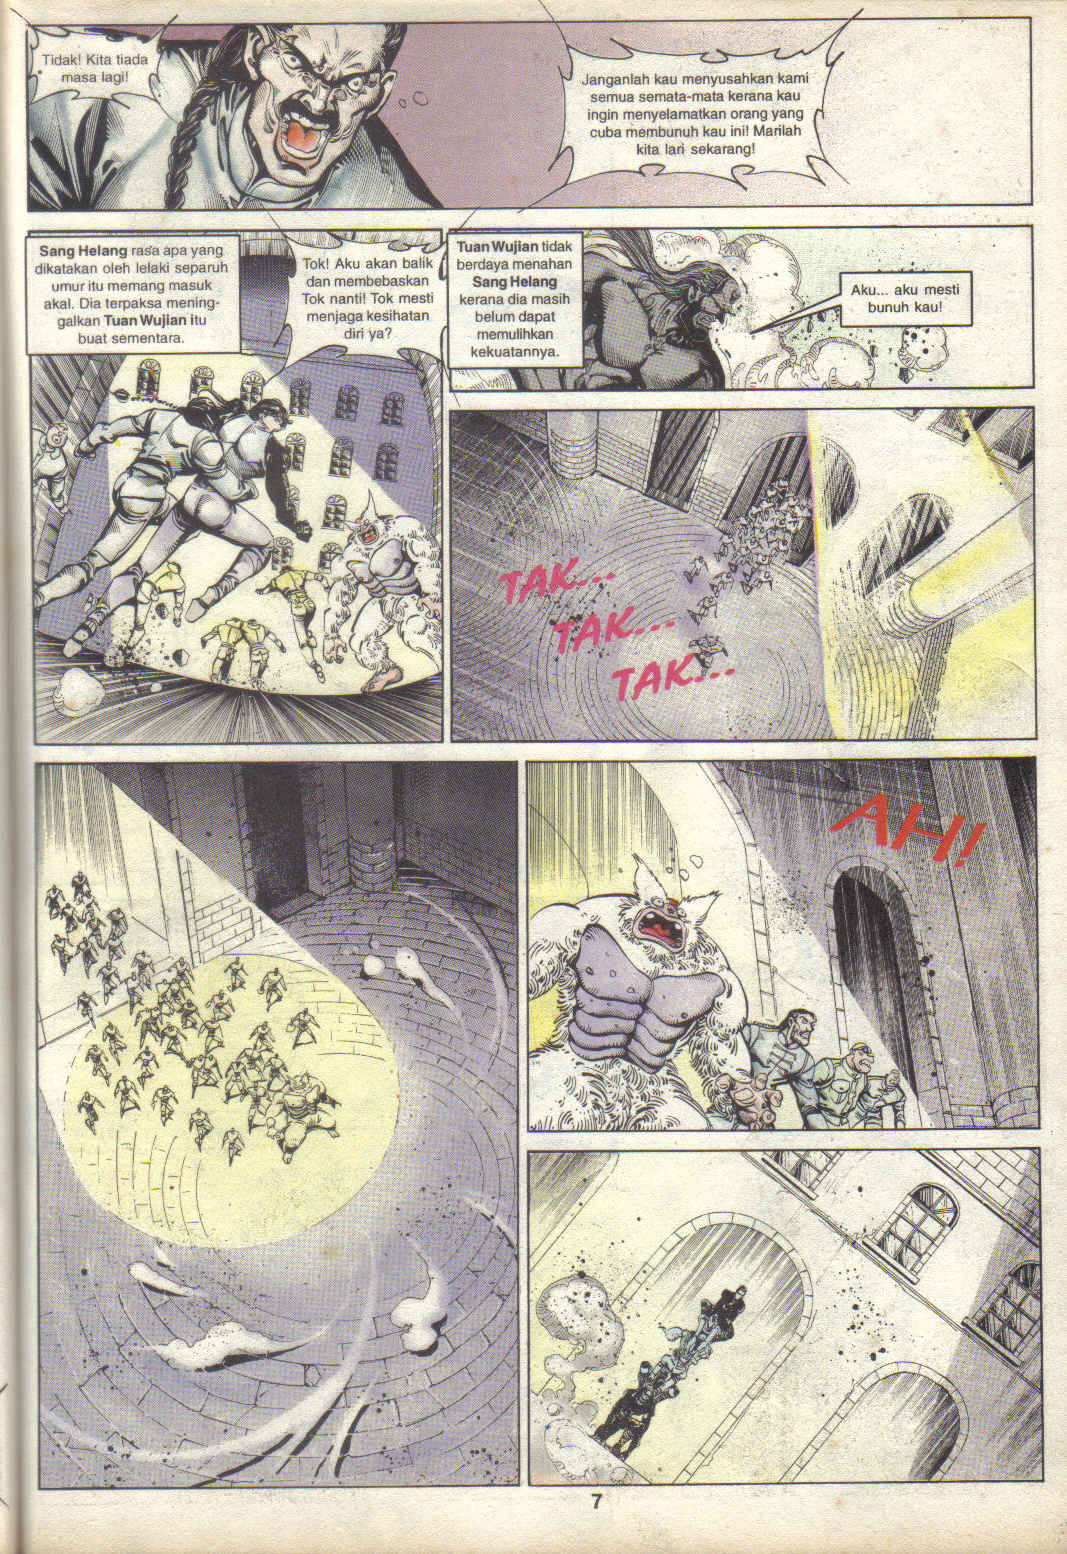 Tidak! Kita tiada
masa lagi!
Janganlah kau menyusahkan kami
semua semata-mata kerana kau
ingin menyelamatkan orang yang
cuba membunuh kau ini! Marilah
kita lari sekarang!
Sang Helang rasa apa yang
dikatakan oleh lelaki separuh
umur itu memang masuk
akal. Dia terpaksa mening-
galkan Tuan Wujian itu
buat sementara.
Tok! Aku akan balik
dan membebaskan
Tok nanti! Tok mesti
menjaga kesihatan
diri ya?
Tuan Wujian tidak
berdaya menahan
Sang Helang
kerana dia masih
belum dapat
memulihkan
kekuatannya.
Aku... aku mesti
bunuh kau!
TAK...
TAK...
TAK...
AH!
7